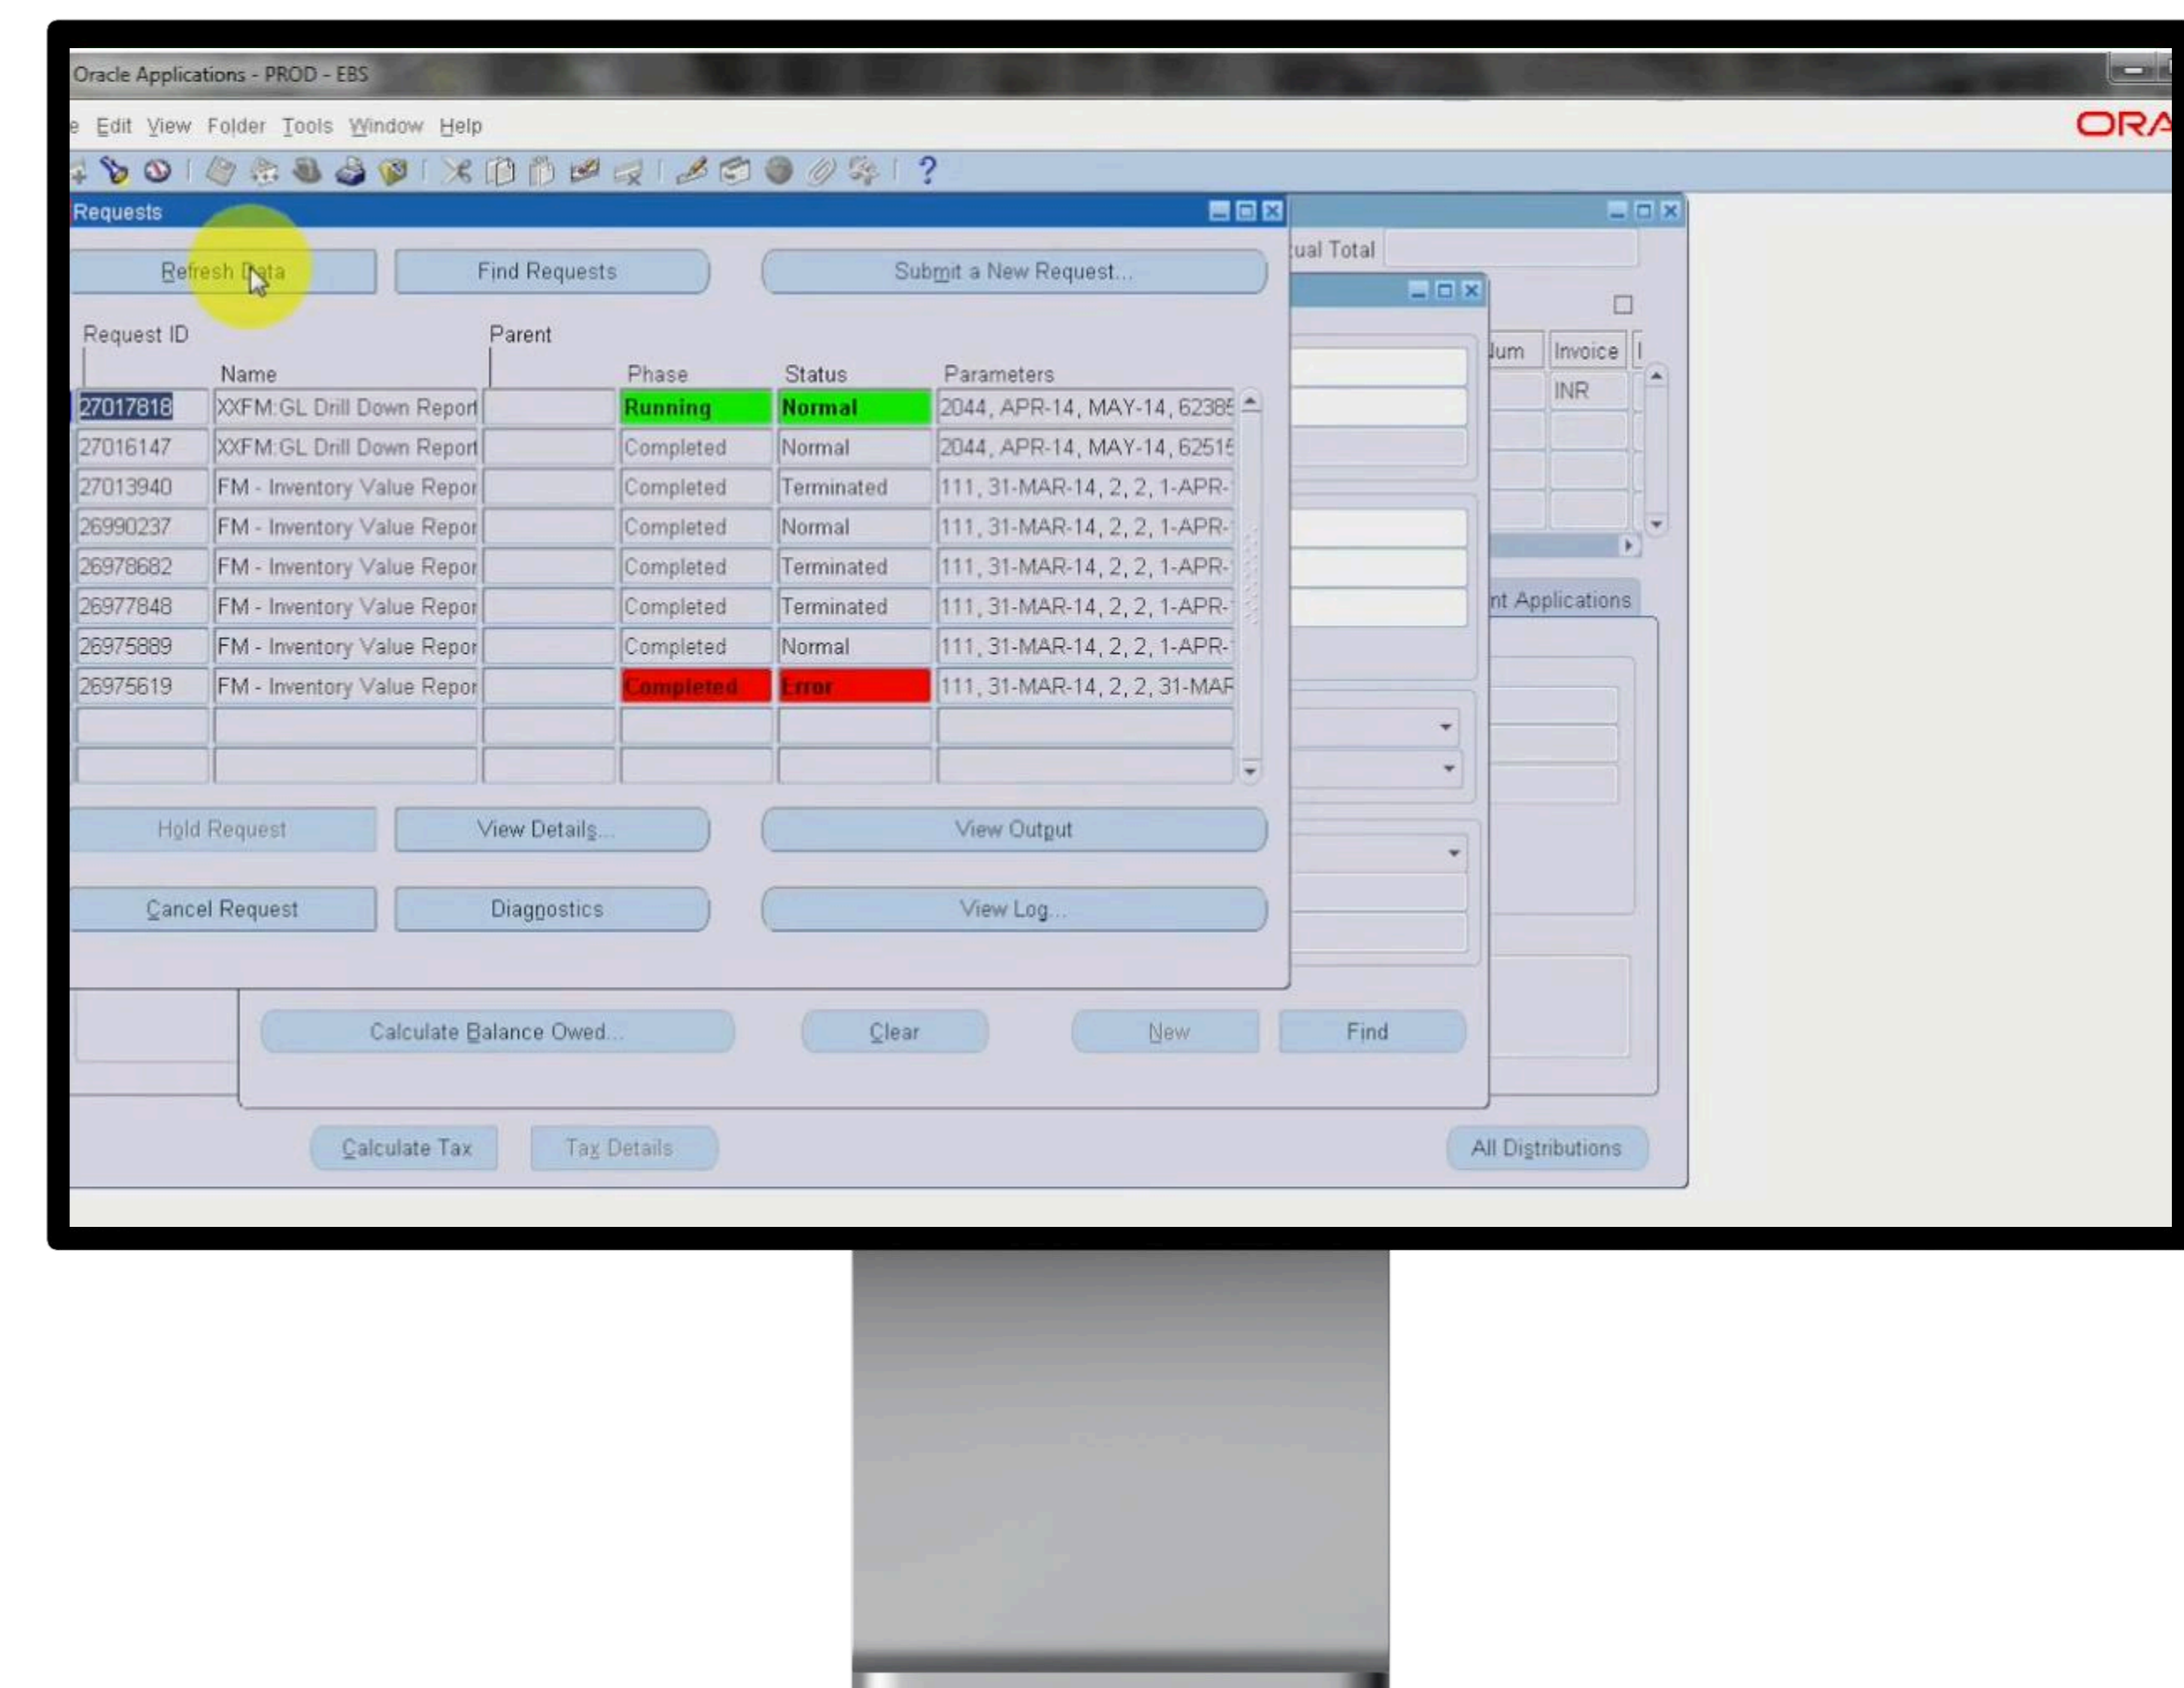 Oracle Applications - PROD - EBS
e Edit View Folder Tools Window Help
ORA
Requests
Refresh Data Find Requests Submit a New Request...
tual Total
Request ID Parent
Name Phase Status Parameters
Num Invoice
27017818 XXFM:GL Drill Down Report Running Normal 2044, APR-14, MAY-14, 62385
INR
27016147 XXFM:GL Drill Down Report Completed Normal 2044, APR-14, MAY-14, 62515
27013940 FM - Inventory Value Repor Completed Terminated 111, 31-MAR-14, 2, 2, 1-APR-
26990237 FM - Inventory Value Repor Completed Normal 111, 31-MAR-14, 2, 2, 1-APR-
26978682 FM - Inventory Value Repor Completed Terminated 111, 31-MAR-14, 2, 2, 1-APR-
26977848 FM - Inventory Value Repor Completed Terminated 111, 31-MAR-14, 2, 2, 1-APR-
nt Applications
26975889 FM - Inventory Value Repor Completed Normal 111, 31-MAR-14, 2, 2, 1-APR-
26975619 FM - Inventory Value Repor Completed Error 111, 31-MAR-14, 2, 2, 31-MAR
Hold Request View Details... View Output
Cancel Request Diagnostics View Log...
Calculate Balance Owed... Clear New Find
Calculate Tax Tax Details All Distributions